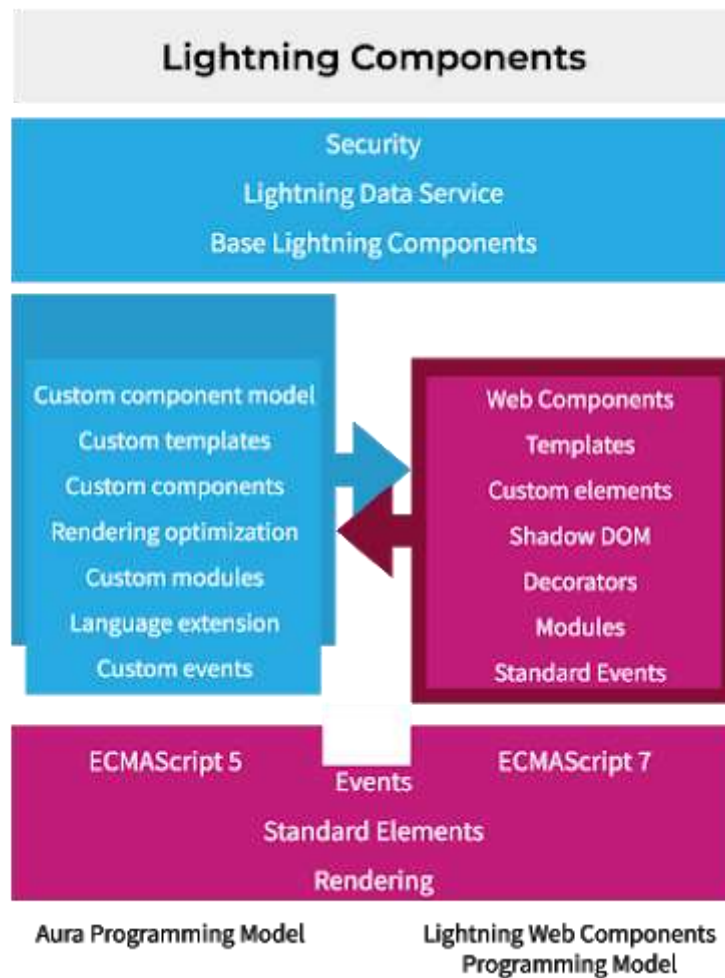 Lightning Components
Security
Lightning Data Service
Base Lightning Components
Custom component model
Custom templates
Custom components
Rendering optimization
Custom modules
Language extension
Custom events
Web Components
Templates
Custom elements
Shadow DOM
Decorators
Modules
Standard Events
ECMAScript 5
ECMAScript 7
Events
Standard Elements
Rendering
Aura Programming Model
Lightning Web Components
Programming Model